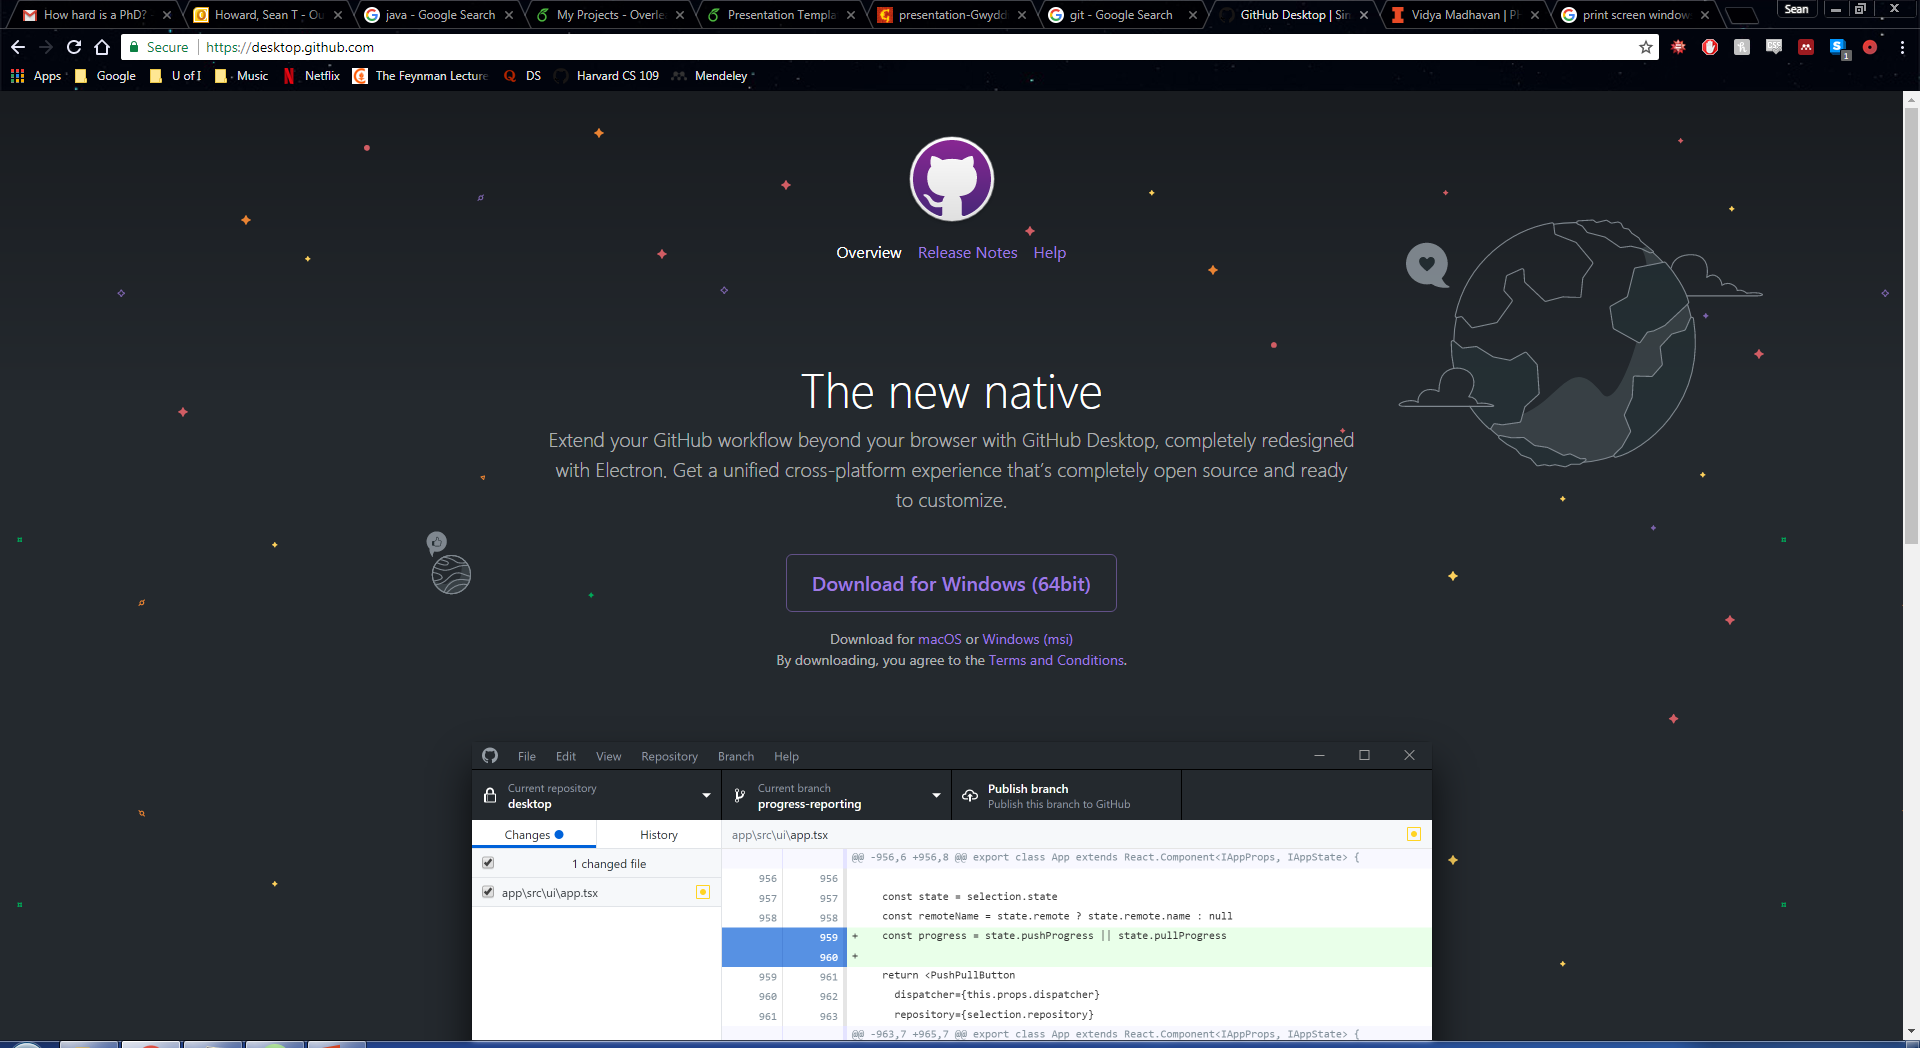 How hard is a PhD? -
Howard, Sean T - Ou
java - Google Search
My Projects - Overle
Presentation Templa
presentation-Gwydd
git - Google Search
GitHub Desktop | Sin
Vidya Madhavan | Ph
print screen window
Sean
Secure
https://desktop.github.com
Apps
Google
U of I
Music
Netflix
The Feynman Lecture
DS
Harvard CS 109
Mendeley
Overview Release Notes Help
The new native
Extend your GitHub workflow beyond your browser with GitHub Desktop, completely redesigned
with Electron. Get a unified cross-platform experience that's completely open source and ready
to customize.
Download for Windows (64bit)
Download for macOS or Windows (msi)
By downloading, you agree to the Terms and Conditions.
File Edit View Repository Branch Help
Current repository
desktop
Current branch
progress-reporting
Publish branch
Publish this branch to GitHub
Changes
History
1 changed file
app\src\ui\app.tsx
app\src\ui\app.tsx
@@ -956,6 +956,8 @@ export class App extends React.Component<IAppProps, IAppState> {
956 956
957 957 const state = selection.state
958 958 const remoteName = state.remote ? state.remote.name : null
959 + const progress = state.pushProgress || state.pullProgress
960 +
959 961 return <PushPullButton
960 962 dispatcher={this.props.dispatcher}
961 963 repository={selection.repository}
@@ -963,7 +965,7 @@ export class App extends React.Component<IAppProps, IAppState> {